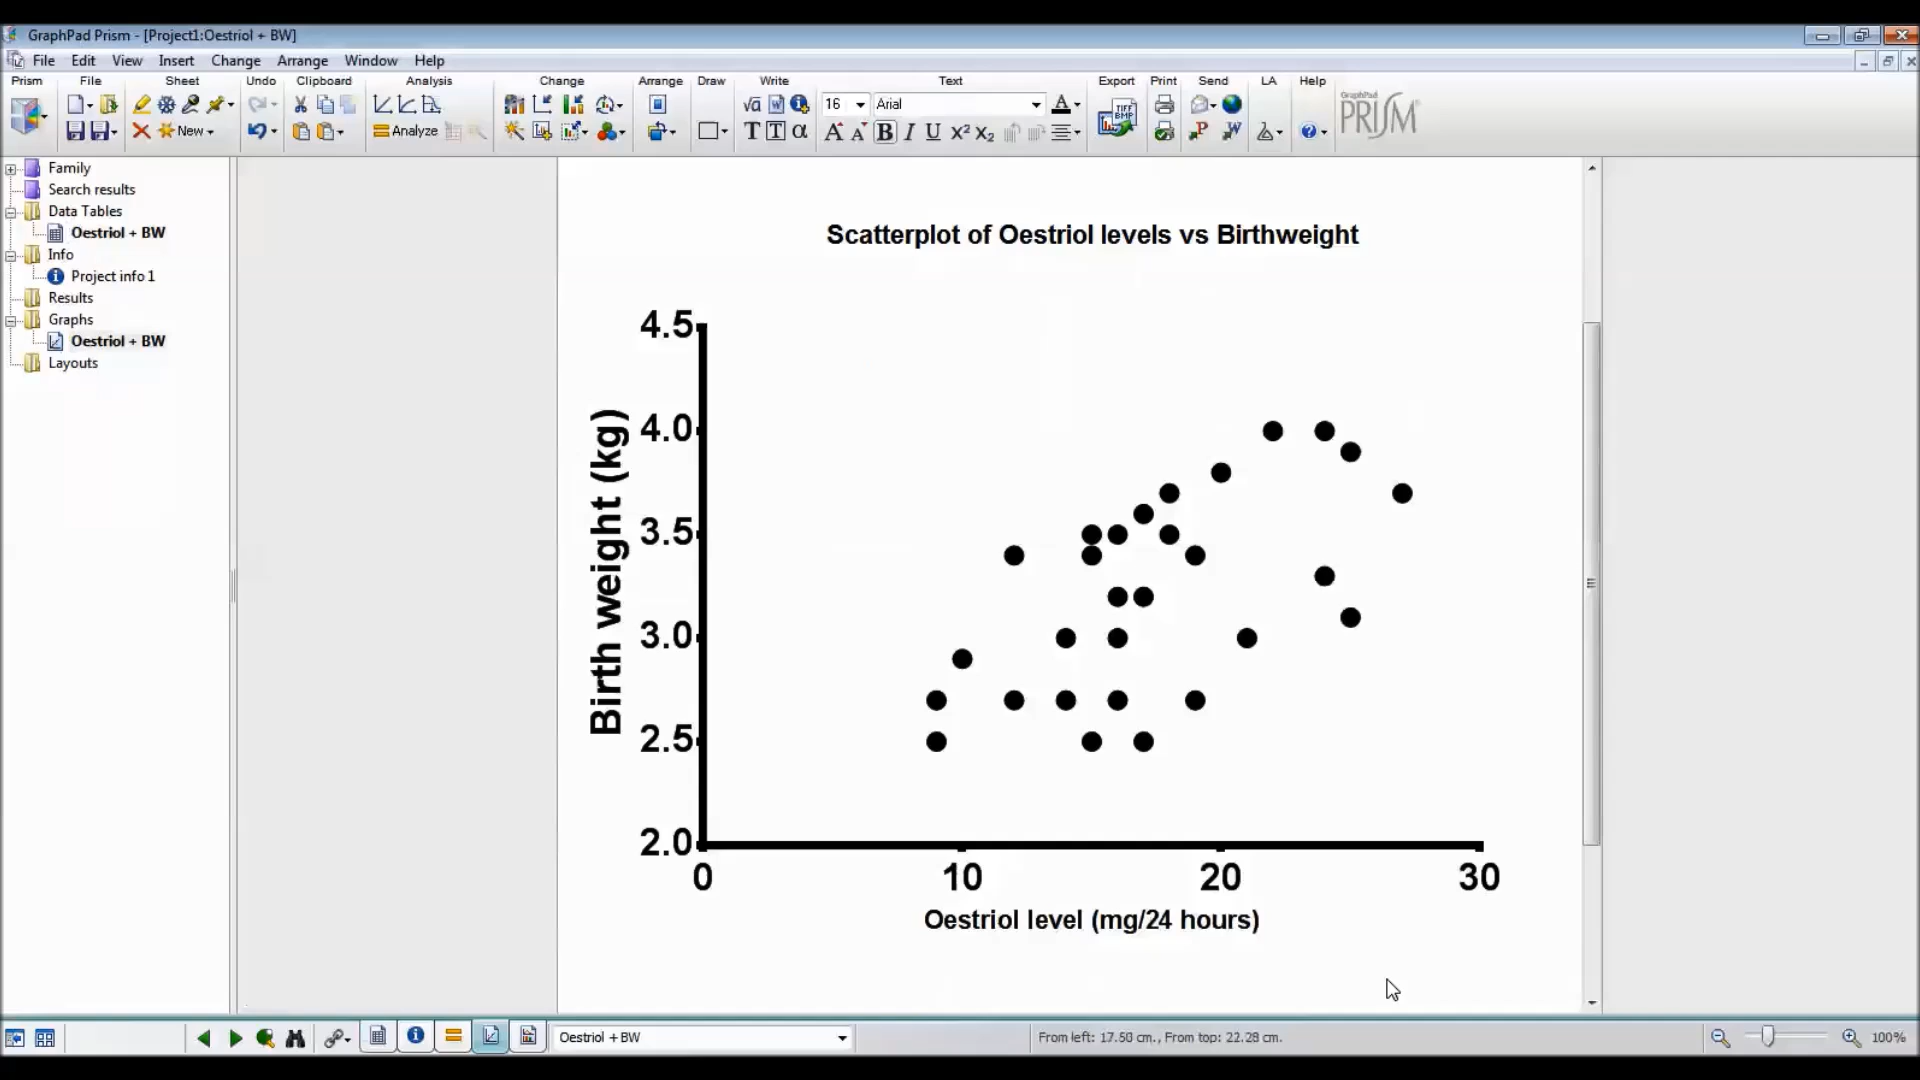 GraphPad Prism - [Project1:Oestriol + BW]
File Edit View Insert Change Arrange Window Help
Prism File Sheet Undo Clipboard Analysis Change Arrange Draw Write Text Export Print Send LA Help
16 Arial
New Analyze
GraphPad
PRISM
Family
Search results
Data Tables
Oestriol + BW
Info
Project info 1
Results
Graphs
Oestriol + BW
Layouts
Scatterplot of Oestriol levels vs Birthweight
Birth weight (kg)
4.5
4.0
3.5
3.0
2.5
2.0
0 10 20 30
Oestriol level (mg/24 hours)
Oestriol +BW
From left: 17.50 cm., From top: 22.28 cm.
100%